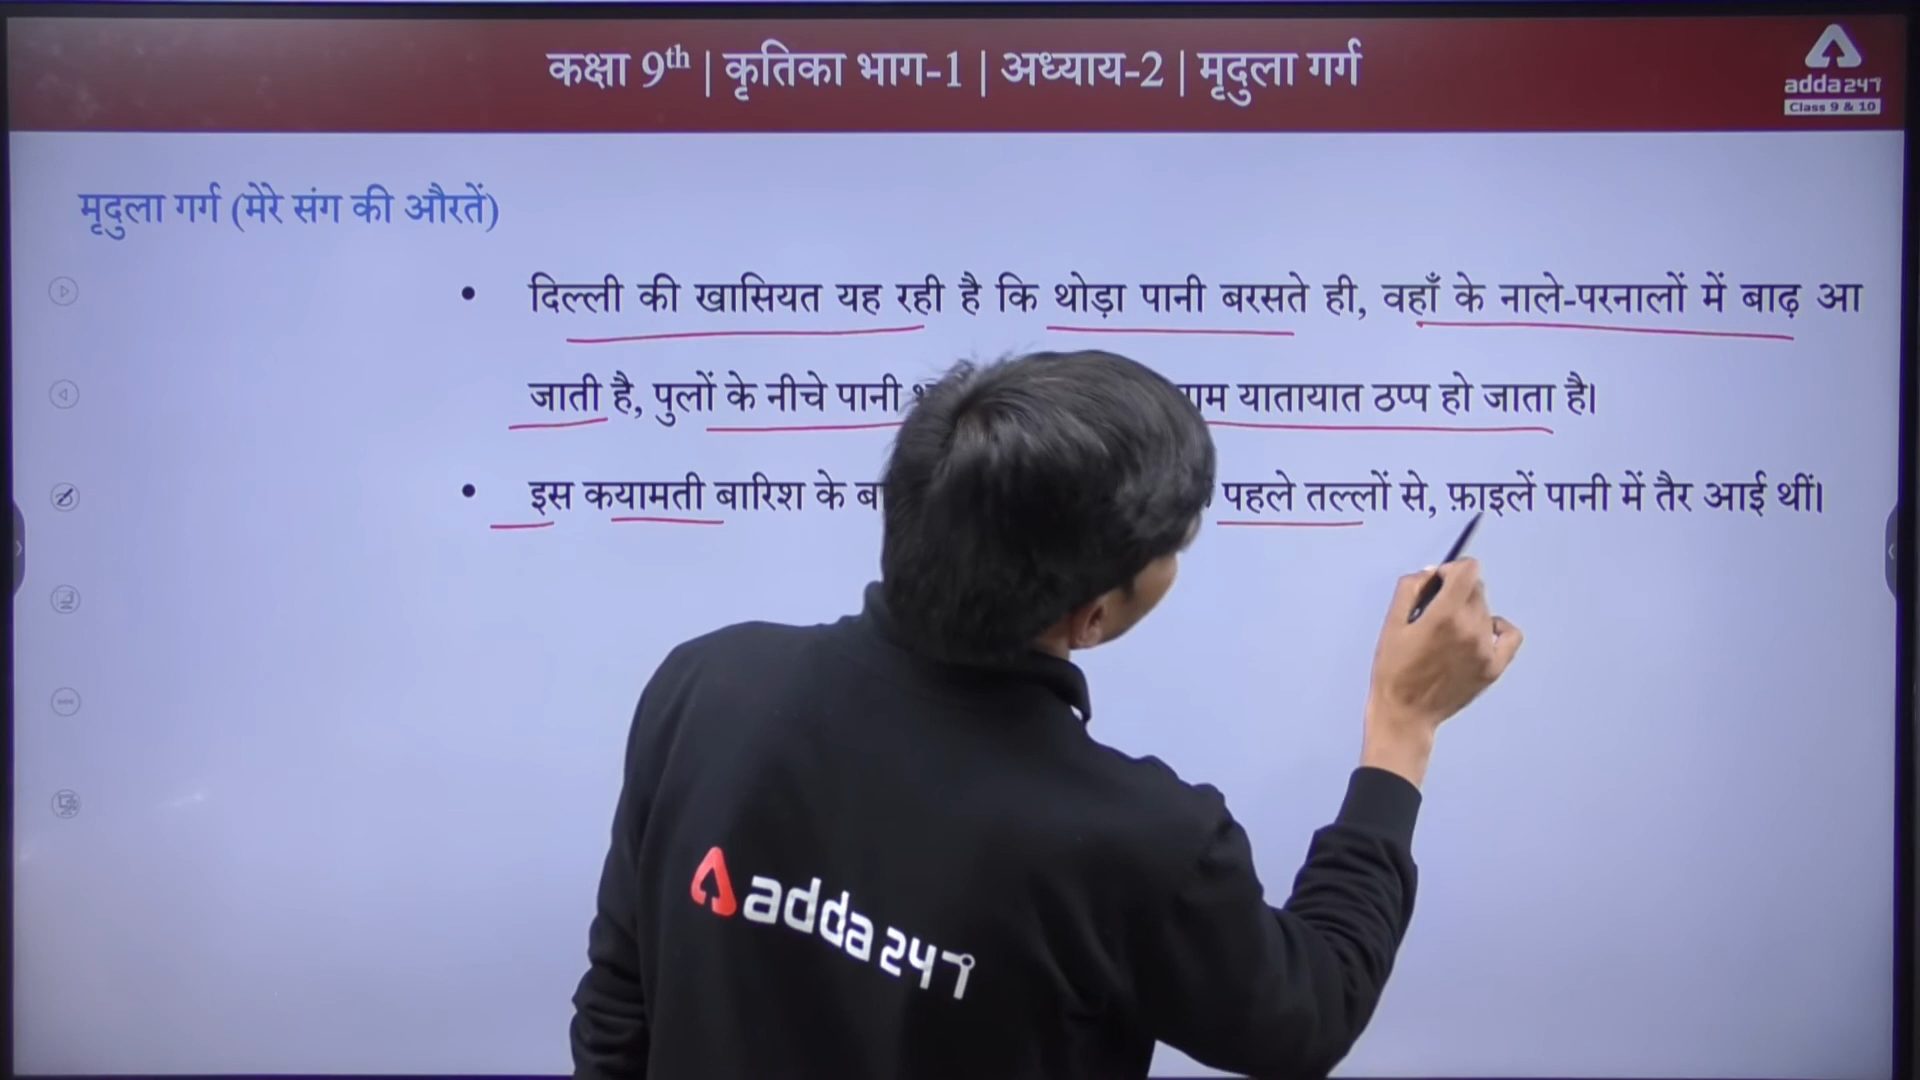 कक्षा 9th | कृतिका भाग-1 | अध्याय-2 | मृदुला गर्ग
adda247
Class 9 & 10
मृदुला गर्ग (मेरे संग की औरतें)
• दिल्ली की खासियत यह रही है कि थोड़ा पानी बरसते ही, वहाँ के नाले-परनालों में बाढ़ आ
जाती है, पुलों के नीचे पानी यातायात ठप्प हो जाता है।
• इस कयामती बारिश के पहले तल्लों से, फ़ाइलें पानी में तैर आई थीं।
adda247